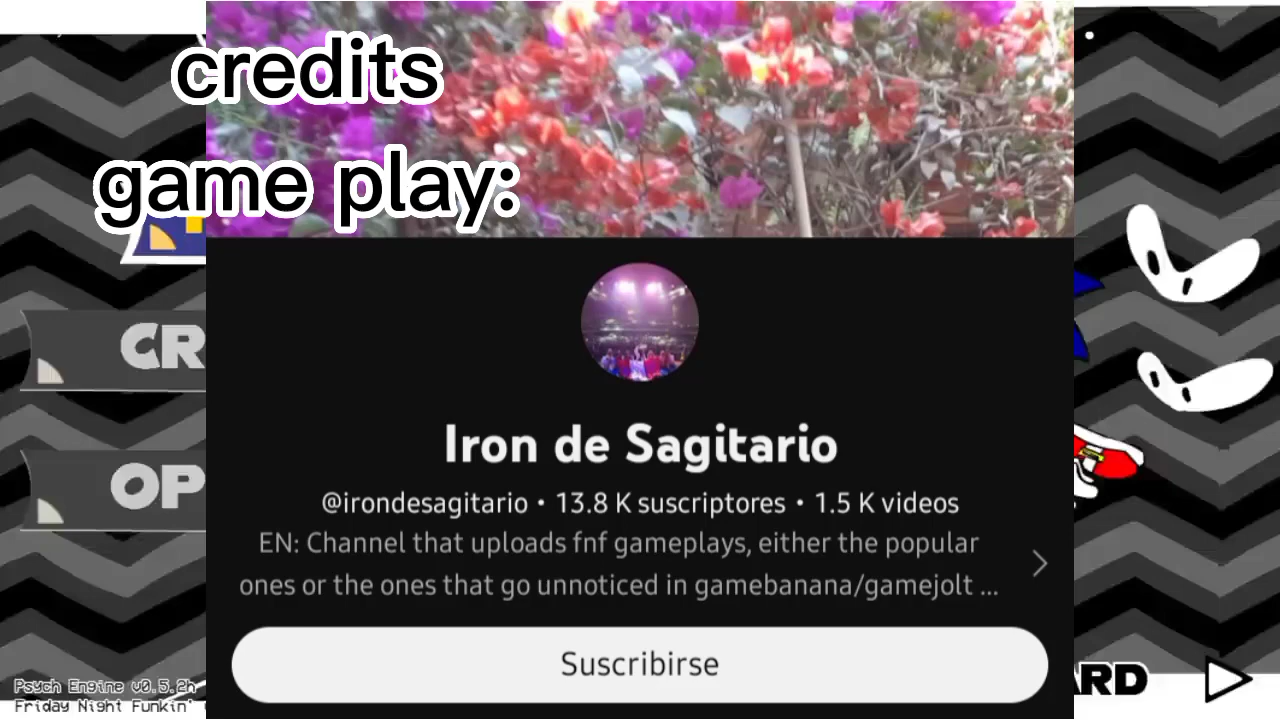 credits
game play:
CR
OP
Iron de Sagitario
@irondesagitario • 13.8 K suscriptores • 1.5 K videos
EN: Channel that uploads fnf gameplays, either the popular
ones or the ones that go unnoticed in gamebanana/gamejolt ...
Suscribirse
ARD
Psych Engine v0.5.2h
Friday Night Funkin'